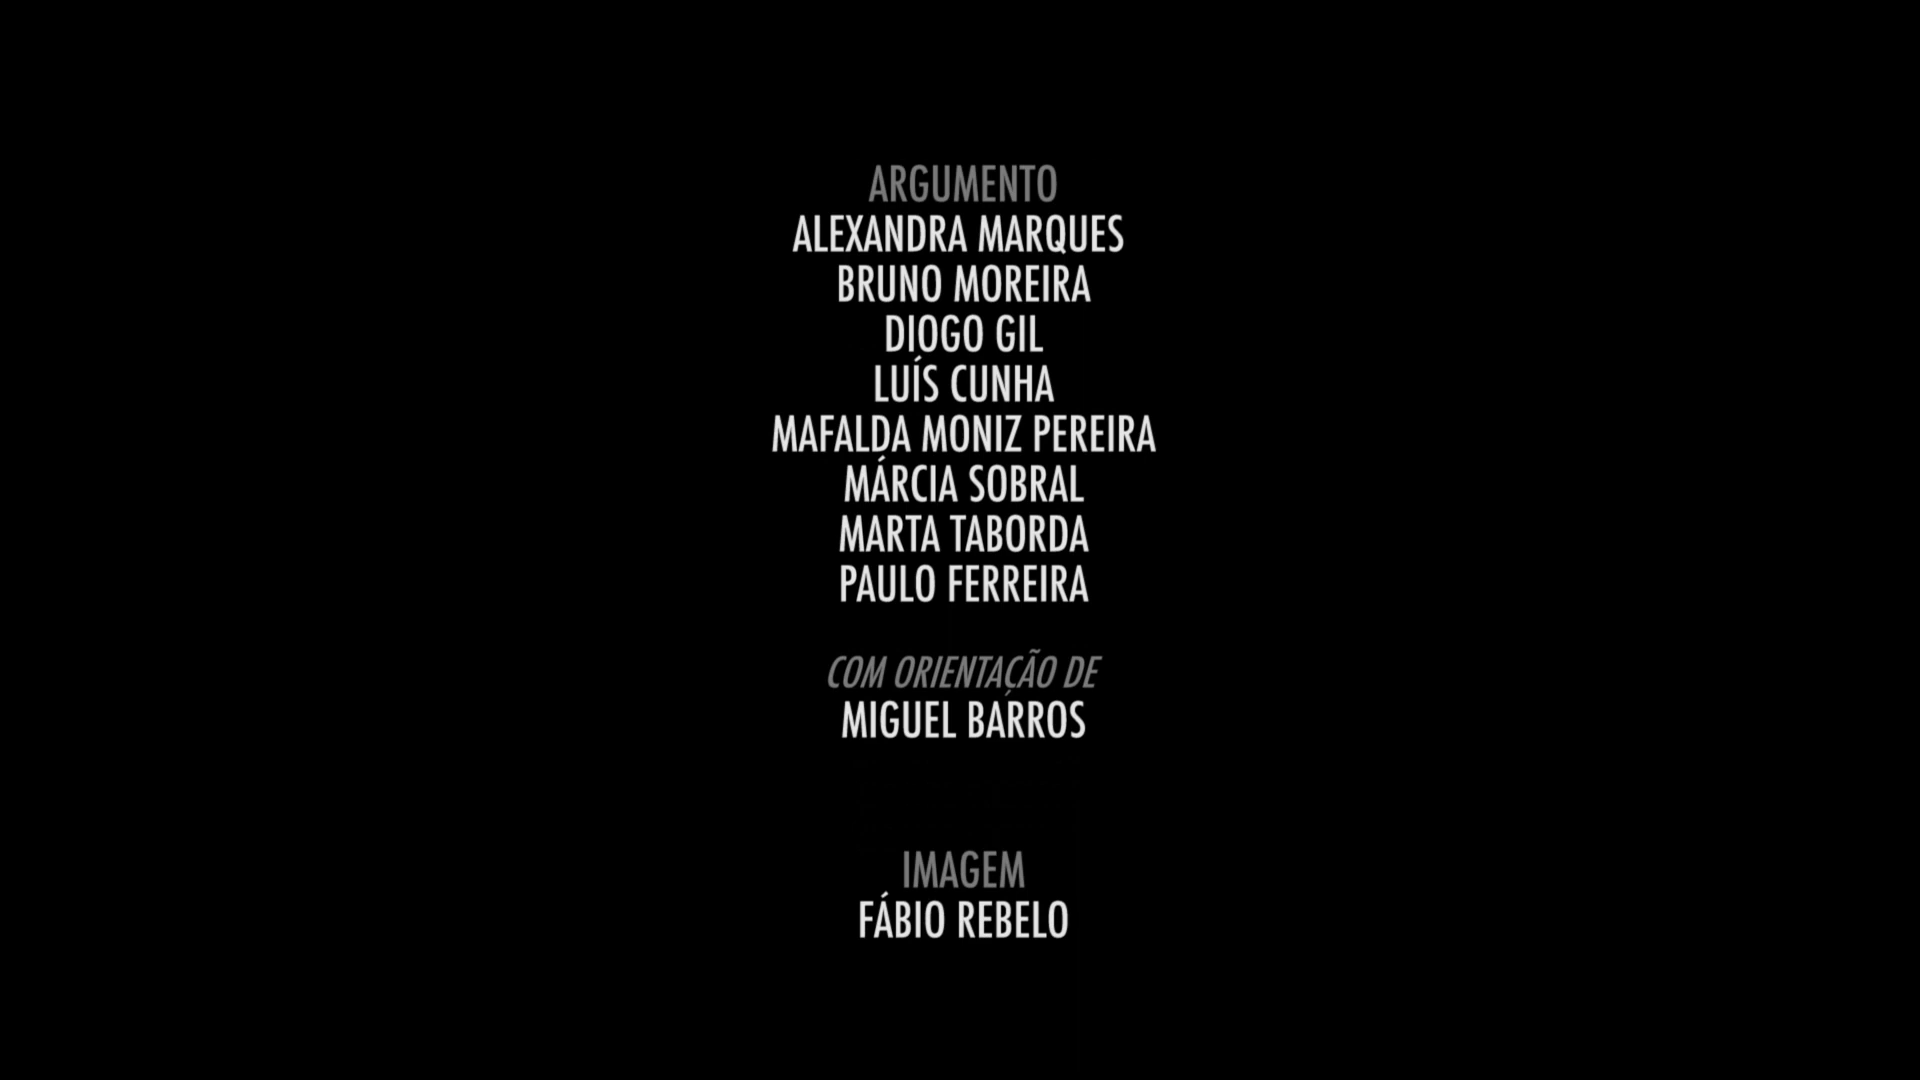 ARGUMENTO
ALEXANDRA MARQUES
BRUNO MOREIRA
DIOGO GIL
LUÍS CUNHA
MAFALDA MONIZ PEREIRA
MÁRCIA SOBRAL
MARTA TABORDA
PAULO FERREIRA
COM ORIENTAÇÃO DE
MIGUEL BARROS
IMAGEM
FÁBIO REBELO